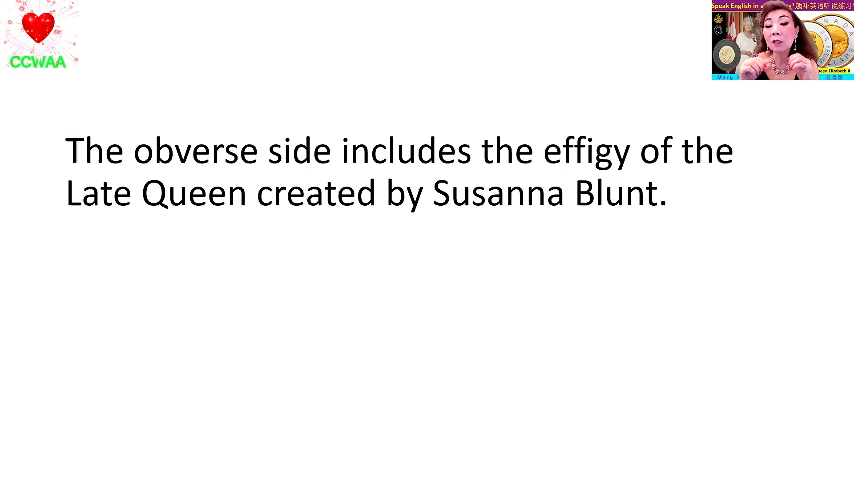 CCWAA
The obverse side includes the effigy of the
Late Queen created by Susanna Blunt.